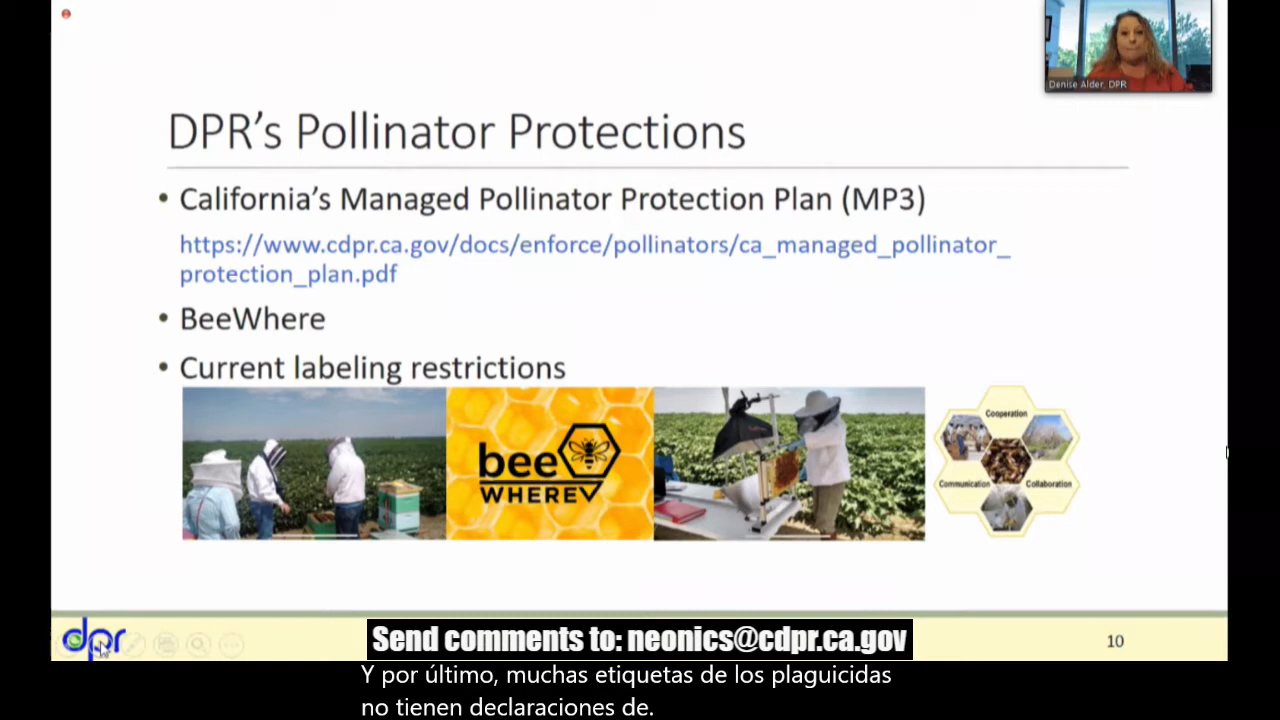 Denise Alder, DPR
DPR's Pollinator Protections
• California's Managed Pollinator Protection Plan (MP3)
https://www.cdpr.ca.gov/docs/enforce/pollinators/ca_managed_pollinator_
protection_plan.pdf
• BeeWhere
• Current labeling restrictions
bee
WHERE
Cooperation
Communication
Collaboration
dpr
Send comments to: neonics@cdpr.ca.gov
10
Y por último, muchas etiquetas de los plaguicidas
no tienen declaraciones de.